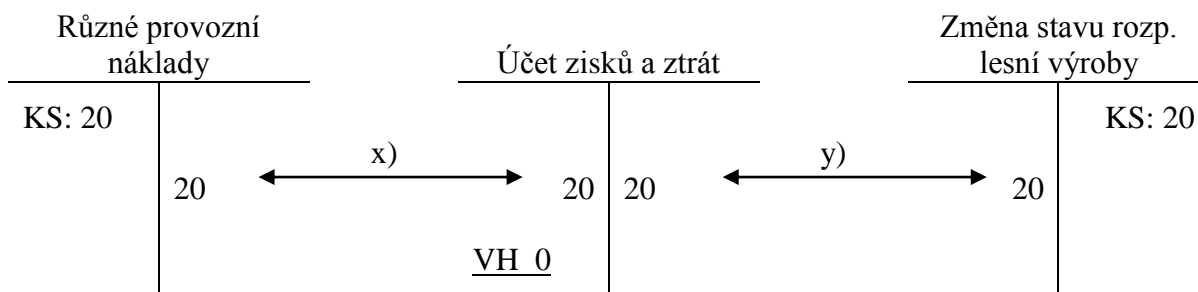 Různé provozní
náklady
Účet zisků a ztrát
Změna stavu rozp.
lesní výroby
KS: 20
KS: 20
x)
y)
20
20
20
20
VH 0